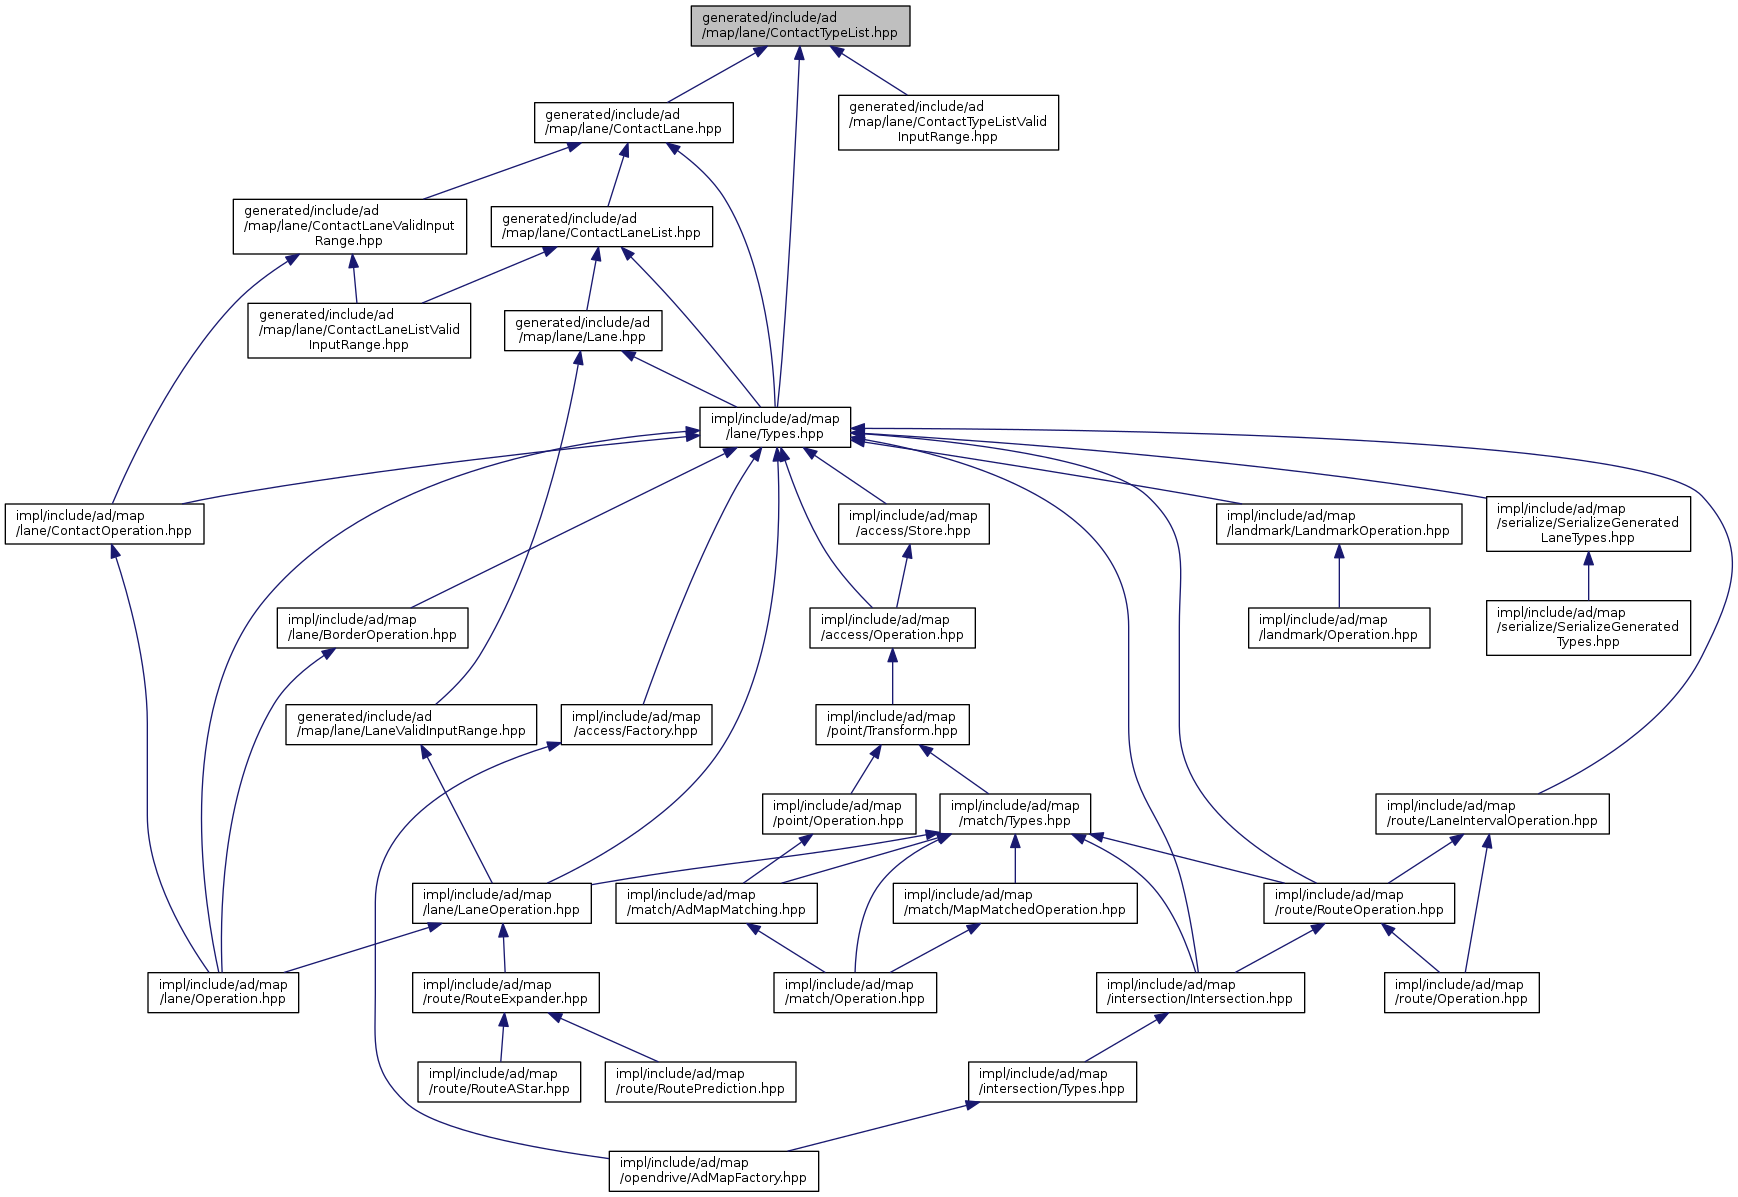 generated/include/ad
/map/lane/ContactTypeList.hpp
generated/include/ad
/map/lane/ContactLane.hpp
generated/include/ad
/map/lane/ContactTypeListValid
InputRange.hpp
generated/include/ad
/map/lane/ContactLaneValidInput
Range.hpp
generated/include/ad
/map/lane/ContactLaneList.hpp
generated/include/ad
/map/lane/ContactLaneListValid
InputRange.hpp
generated/include/ad
/map/lane/Lane.hpp
impl/include/ad/map
/lane/Types.hpp
impl/include/ad/map
/lane/ContactOperation.hpp
impl/include/ad/map
/access/Store.hpp
impl/include/ad/map
/landmark/LandmarkOperation.hpp
impl/include/ad/map
/serialize/SerializeGenerated
LaneTypes.hpp
impl/include/ad/map
/lane/BorderOperation.hpp
impl/include/ad/map
/access/Operation.hpp
impl/include/ad/map
/landmark/Operation.hpp
impl/include/ad/map
/serialize/SerializeGenerated
Types.hpp
generated/include/ad
/map/lane/LaneValidInputRange.hpp
impl/include/ad/map
/access/Factory.hpp
impl/include/ad/map
/point/Transform.hpp
impl/include/ad/map
/point/Operation.hpp
impl/include/ad/map
/match/Types.hpp
impl/include/ad/map
/route/LaneIntervalOperation.hpp
impl/include/ad/map
/lane/LaneOperation.hpp
impl/include/ad/map
/match/AdMapMatching.hpp
impl/include/ad/map
/match/MapMatchedOperation.hpp
impl/include/ad/map
/route/RouteOperation.hpp
impl/include/ad/map
/lane/Operation.hpp
impl/include/ad/map
/route/RouteExpander.hpp
impl/include/ad/map
/match/Operation.hpp
impl/include/ad/map
/intersection/Intersection.hpp
impl/include/ad/map
/route/Operation.hpp
impl/include/ad/map
/route/RouteAStar.hpp
impl/include/ad/map
/route/RoutePrediction.hpp
impl/include/ad/map
/intersection/Types.hpp
impl/include/ad/map
/opendrive/AdMapFactory.hpp